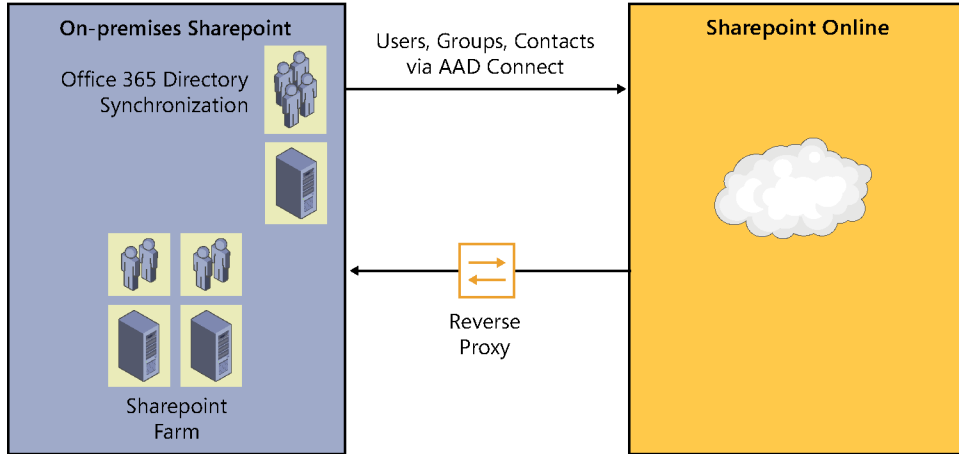 On-premises Sharepoint
Office 365 Directory
Synchronization
Sharepoint
Farm
Users, Groups, Contacts
via AAD Connect
Reverse
Proxy
Sharepoint Online